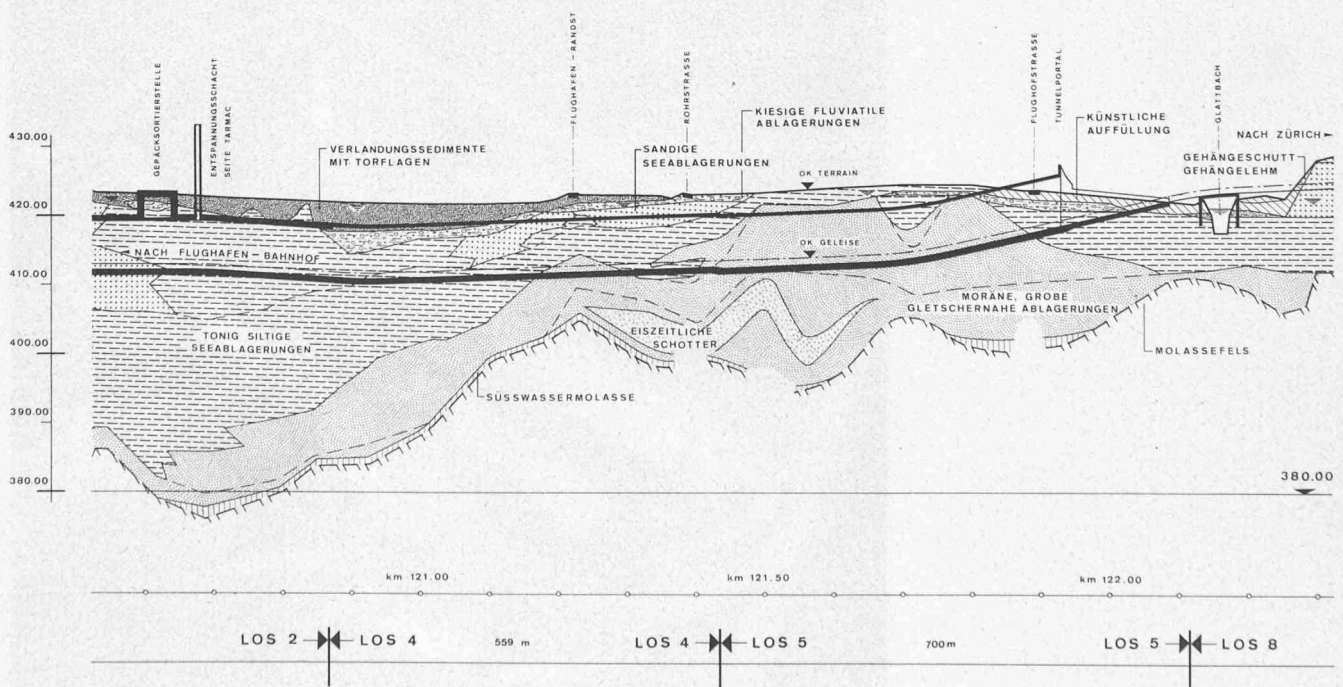 GEPÄCKSORTIERSTELLE
ENTSPANNUNGSSCHACHT
SEITE TARMAC
FLUGHAFEN - RANDST
ROHRSTRASSE
FLUGHOFSTRASSE
TUNNELPORTAL
GLATTBACH
430.00
420.00
410.00
400.00
390.00
380.00
VERLANDUNGSSEDIMENTE
MIT TORFLAGEN
SANDIGE
SEEABLAGERUNGEN
KIESIGE FLUVIATILE
ABLAGERUNGEN
OK TERRAIN
KÜNSTLICHE
AUFFÜLLUNG
NACH ZÜRICH
GEHÄNGESCHUTT
GEHÄNGELEHM
NACH FLUGHAFEN - BAHNHOF
OK GELEISE
TONIG SILTIGE
SEEABLAGERUNGEN
EISZEITLICHE
SCHOTTER
MORÄNE, GROBE
GLETSCHERNAHE ABLAGERUNGEN
MOLASSEFELS
SÜSSWASSERMOLASSE
380.00
km 121.00
km 121.50
km 122.00
LOS 2 LOS 4 559 m LOS 4 LOS 5 700m LOS 5 LOS 8